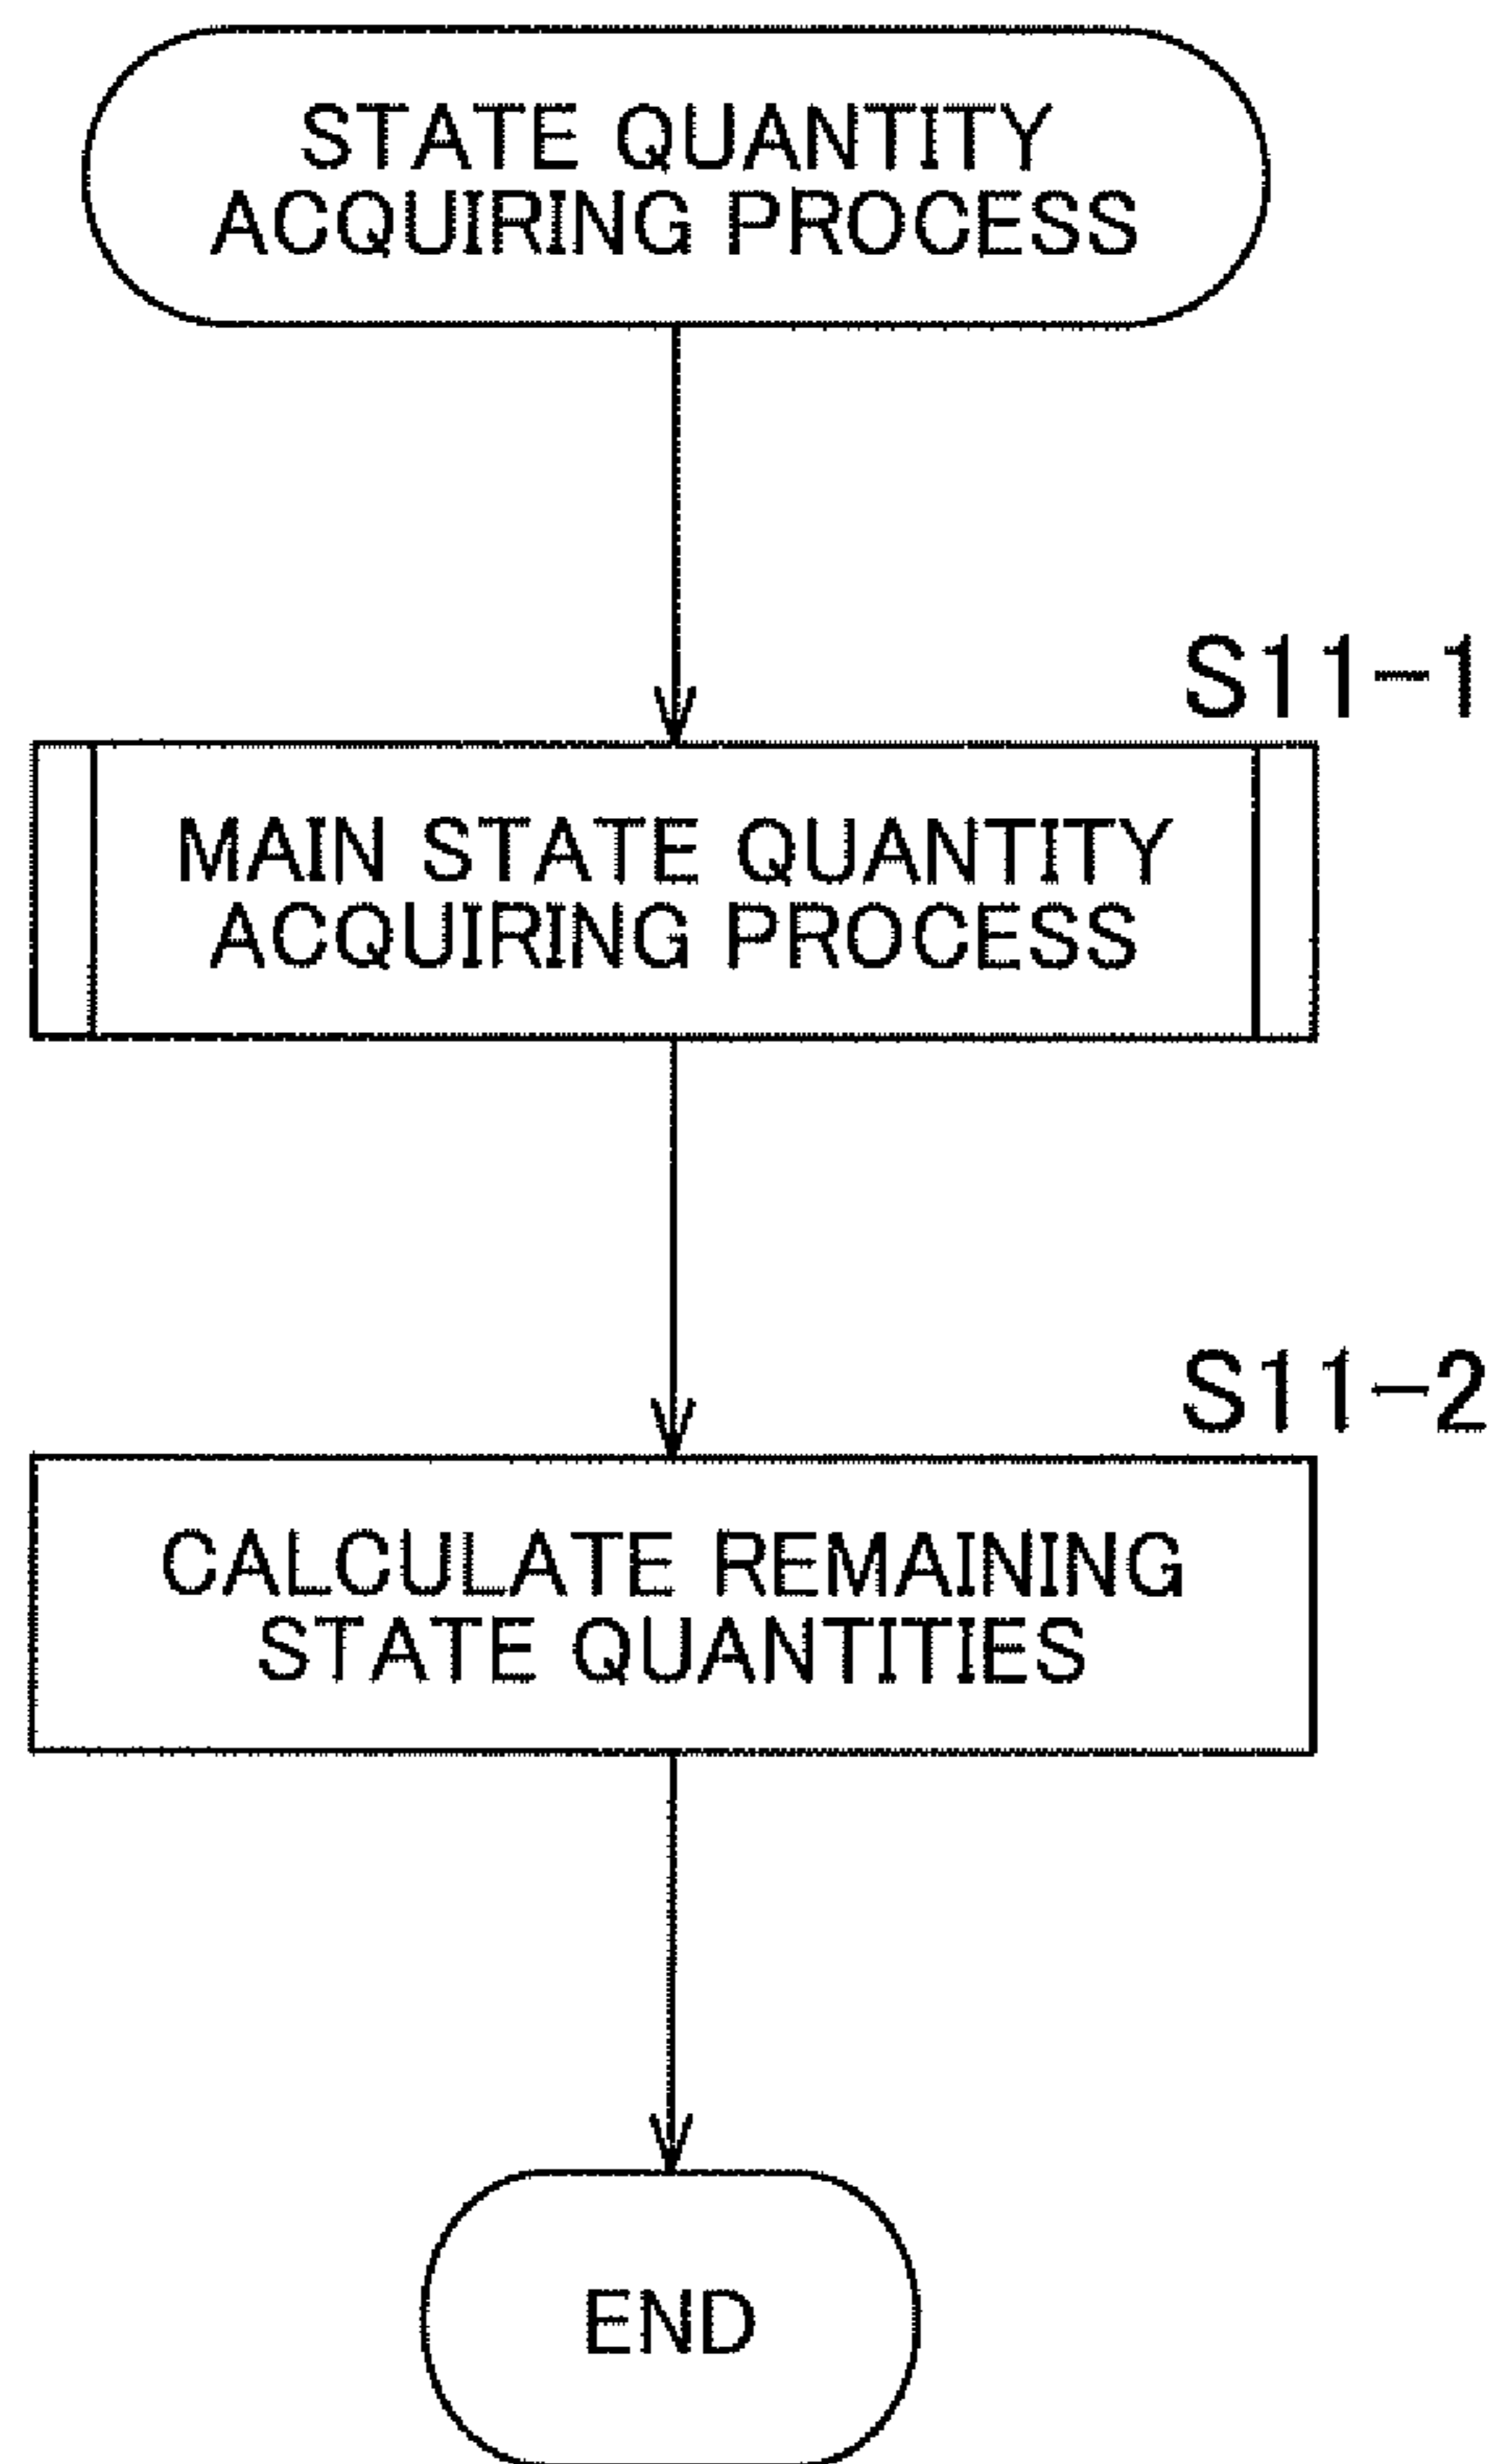 STATE QUANTITY
ACQUIRING PROCESS
S11-1
MAIN STATE QUANTITY
ACQUIRING PROCESS
S11-2
CALCULATE REMAINING
STATE QUANTITIES
END